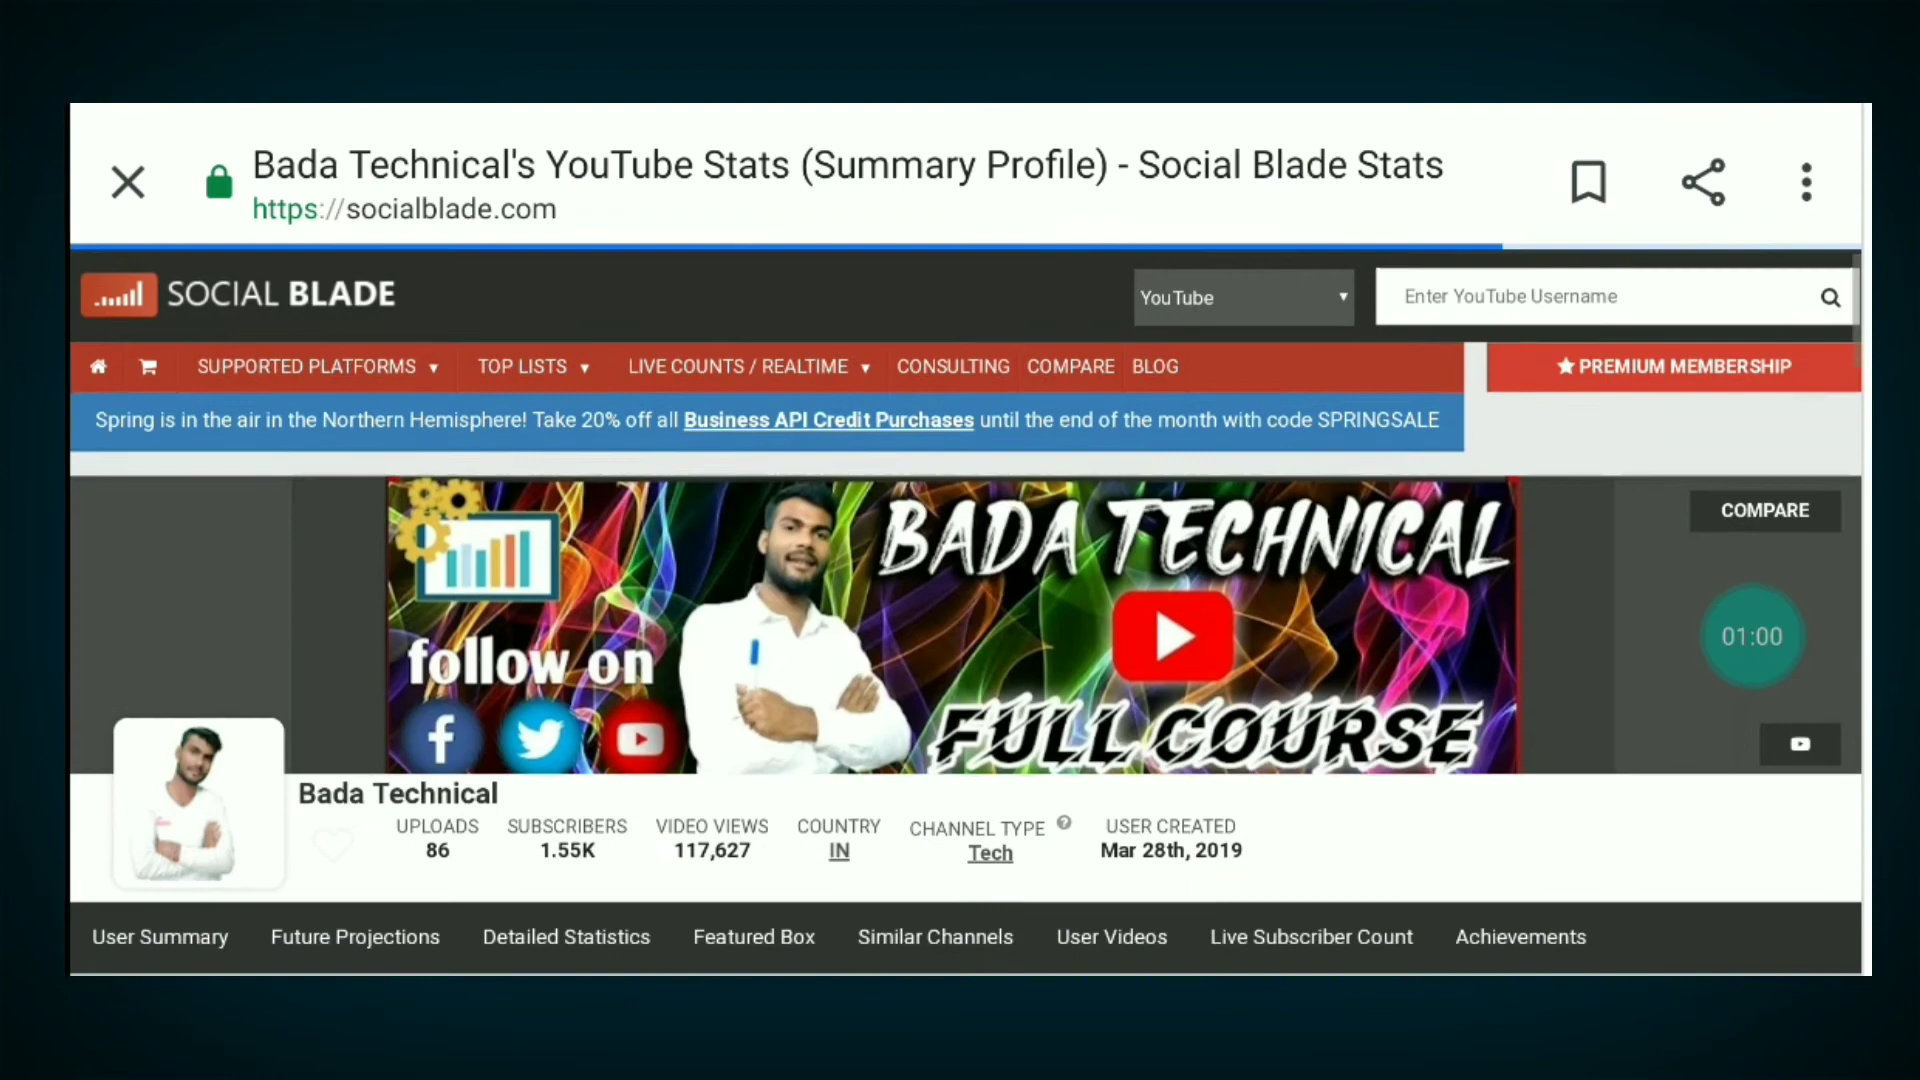 Bada Technical's YouTube Stats (Summary Profile) - Social Blade Stats
https://socialblade.com
SOCIAL BLADE
YouTube
Enter YouTube Username
SUPPORTED PLATFORMS
TOP LISTS
LIVE COUNTS / REALTIME
CONSULTING
COMPARE
BLOG
PREMIUM MEMBERSHIP
Spring is in the air in the Northern Hemisphere! Take 20% off all Business API Credit Purchases until the end of the month with code SPRINGSALE
BADA TECHNICAL
COMPARE
follow on
01:00
FULL COURSE
Bada Technical
UPLOADS
86
SUBSCRIBERS
1.55K
VIDEO VIEWS
117,627
COUNTRY
IN
CHANNEL TYPE ?
Tech
USER CREATED
Mar 28th, 2019
User Summary
Future Projections
Detailed Statistics
Featured Box
Similar Channels
User Videos
Live Subscriber Count
Achievements